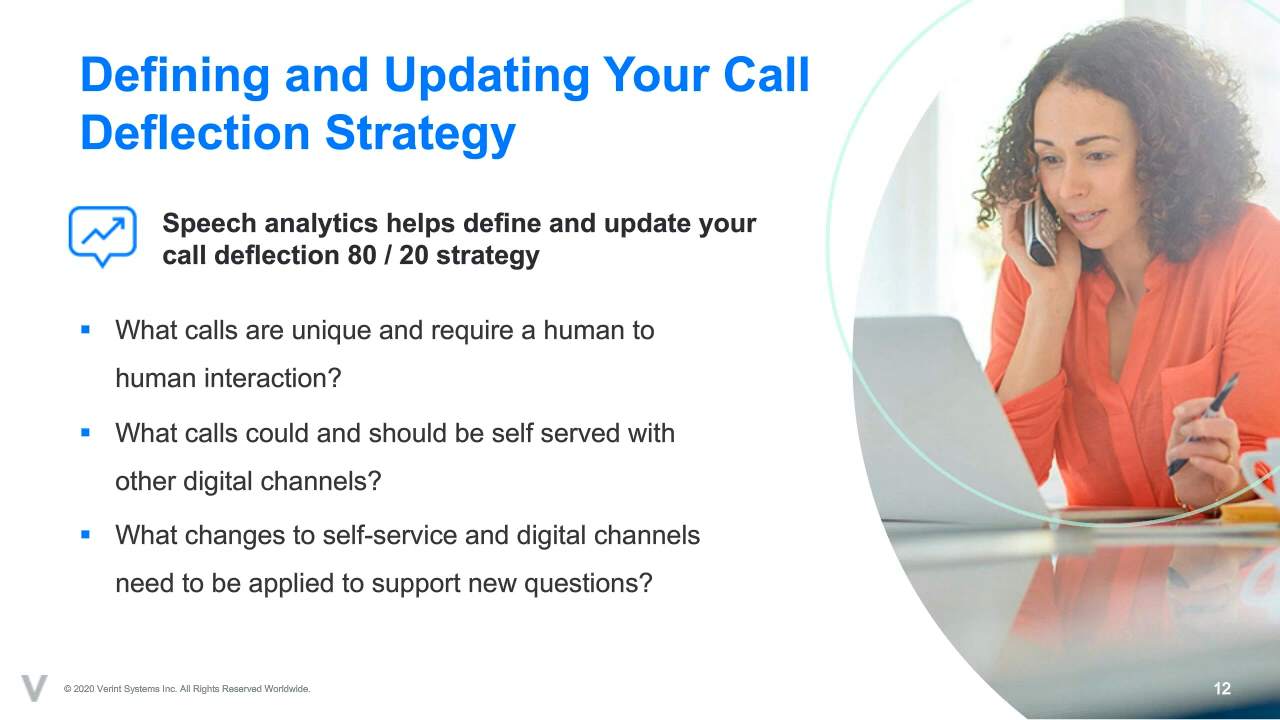 Defining and Updating Your Call
Deflection Strategy
Speech analytics helps define and update your
call deflection 80 / 20 strategy
▪ What calls are unique and require a human to
human interaction?
▪ What calls could and should be self served with
other digital channels?
▪ What changes to self-service and digital channels
need to be applied to support new questions?
© 2020 Verint Systems Inc. All Rights Reserved Worldwide.
12